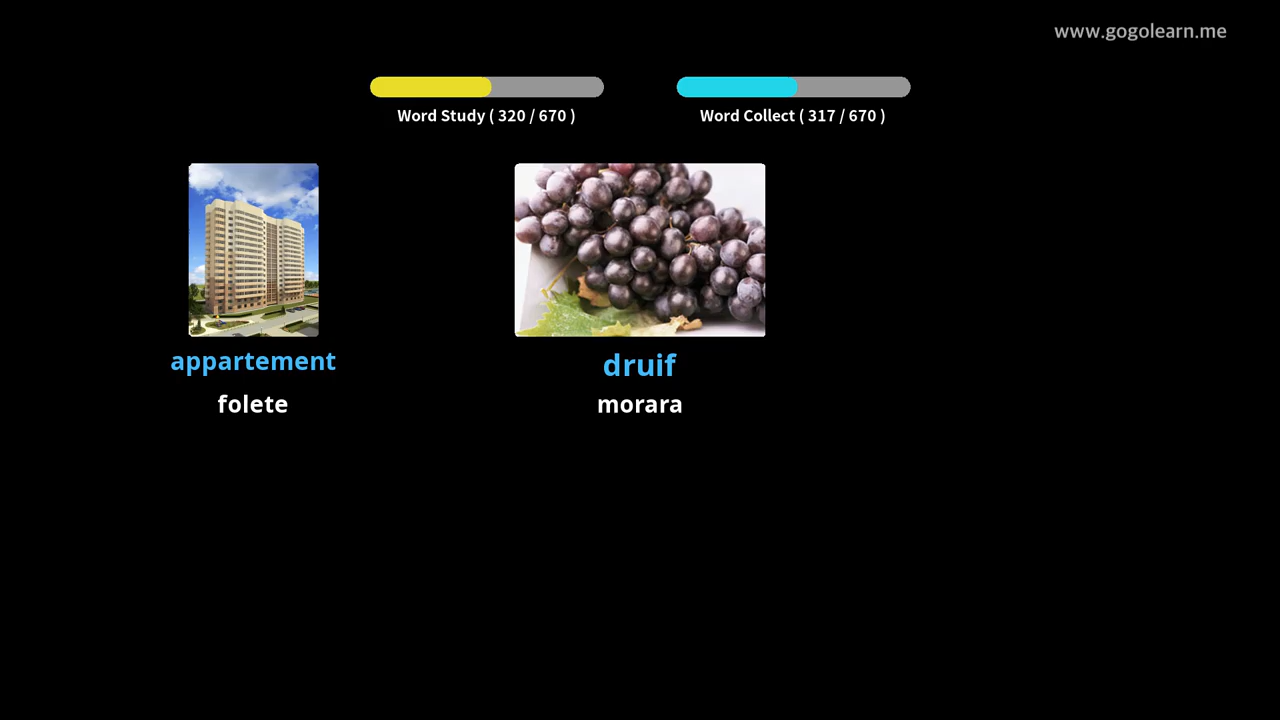 www.gogolearn.me
Word Study ( 320 / 670 )
Word Collect ( 317 / 670 )
appartement
druif
folete
morara